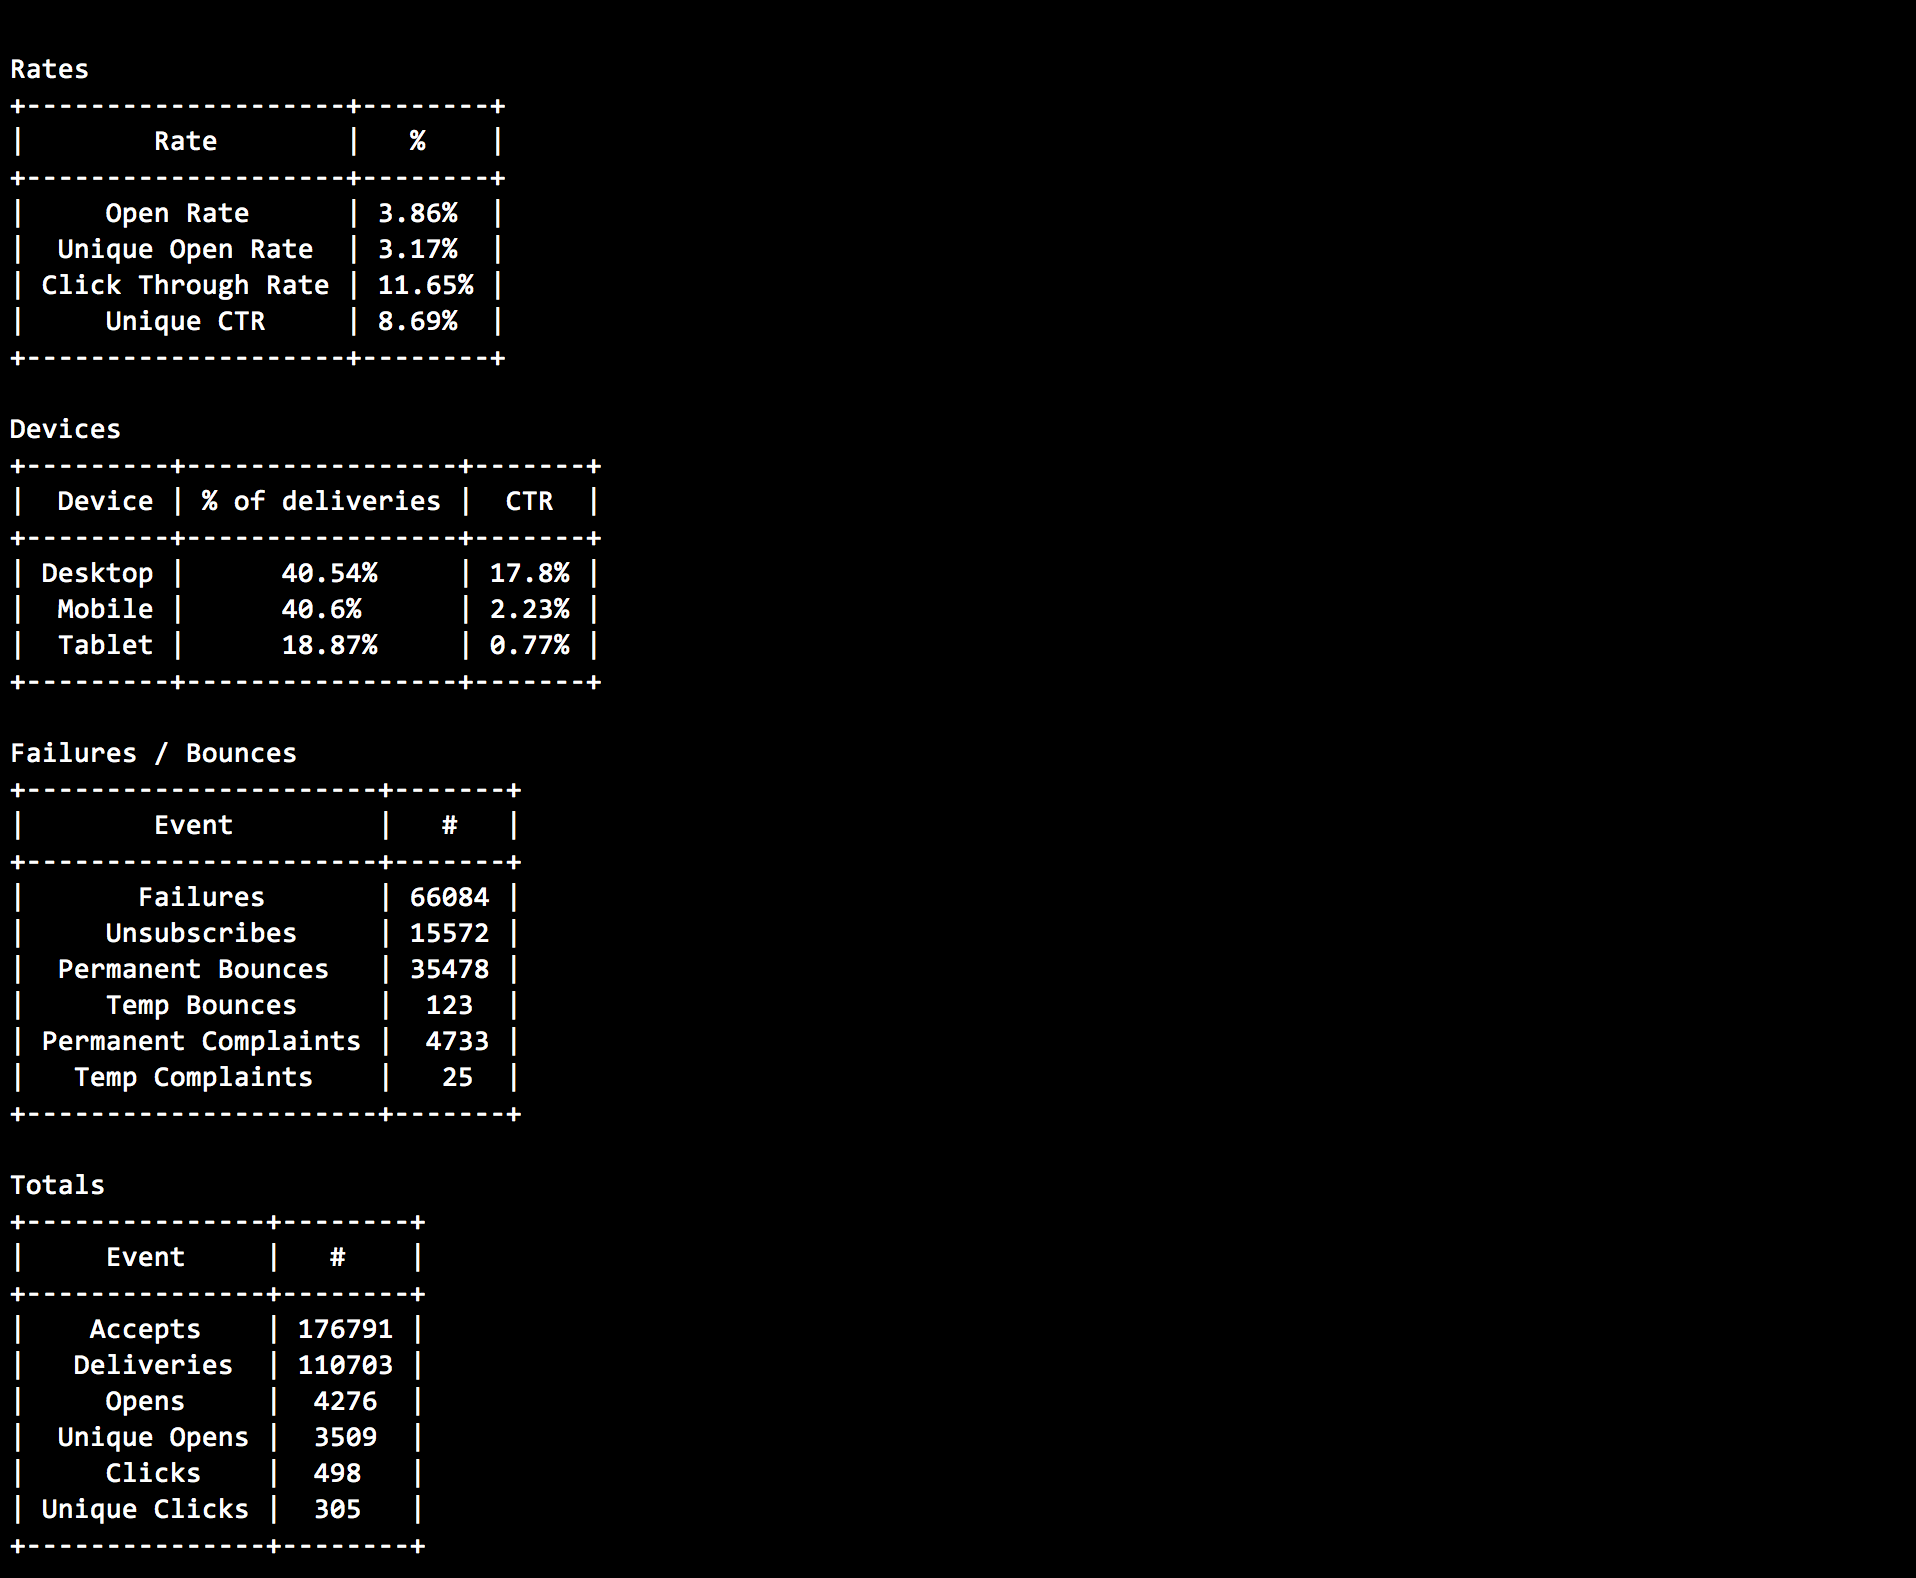 Rates
+--------------------+--------+
|        Rate        |   %    |
+--------------------+--------+
|     Open Rate      | 3.86%  |
|  Unique Open Rate  | 3.17%  |
| Click Through Rate | 11.65% |
|     Unique CTR     | 8.69%  |
+--------------------+--------+
Devices
+---------+-----------------+-------+
|  Device | % of deliveries |  CTR  |
+---------+-----------------+-------+
| Desktop |      40.54%     | 17.8% |
|  Mobile |      40.6%      | 2.23% |
|  Tablet |      18.87%     | 0.77% |
+---------+-----------------+-------+
Failures / Bounces
+----------------------+-------+
|        Event         |   #   |
+----------------------+-------+
|       Failures       | 66084 |
|     Unsubscribes     | 15572 |
|  Permanent Bounces   | 35478 |
|     Temp Bounces     |  123  |
| Permanent Complaints |  4733 |
|   Temp Complaints    |   25  |
+----------------------+-------+
Totals
+---------------+--------+
|     Event     |   #    |
+---------------+--------+
|    Accepts    | 176791 |
|   Deliveries  | 110703 |
|     Opens     |  4276  |
|  Unique Opens |  3509  |
|     Clicks    |  498   |
| Unique Clicks |  305   |
+---------------+--------+